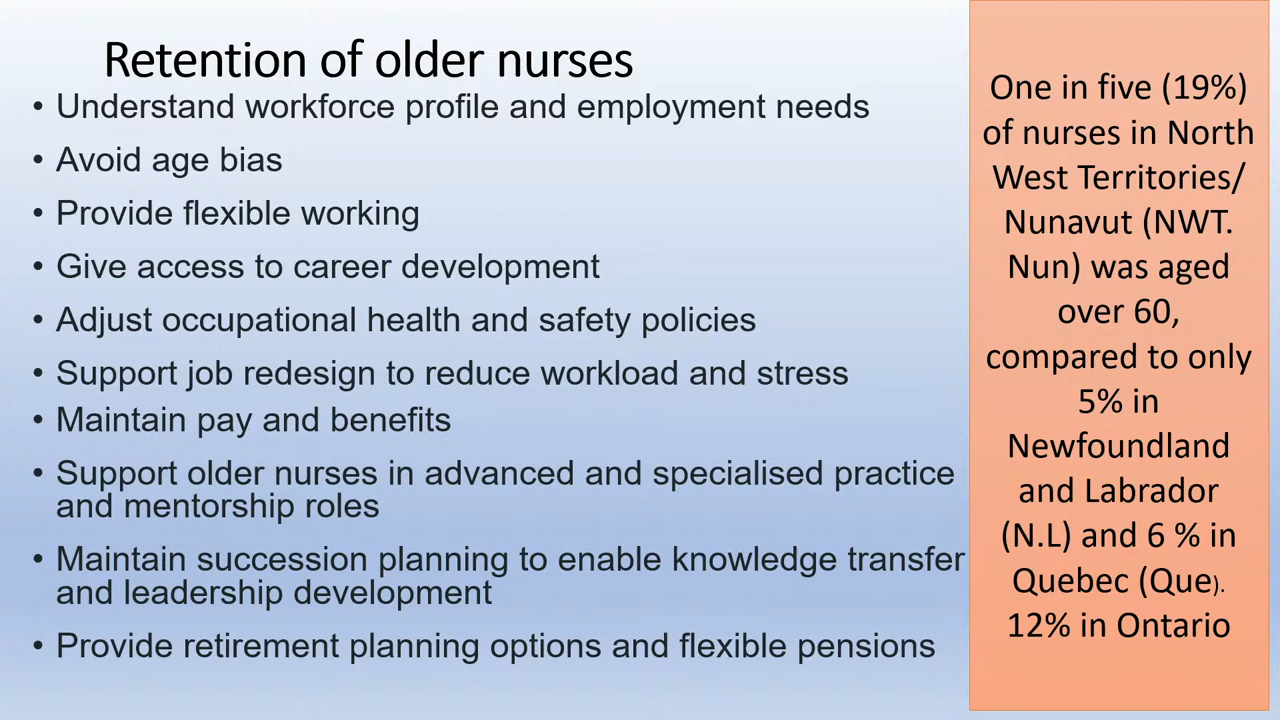 Retention of older nurses
• Understand workforce profile and employment needs
• Avoid age bias
• Provide flexible working
• Give access to career development
• Adjust occupational health and safety policies
• Support job redesign to reduce workload and stress
• Maintain pay and benefits
• Support older nurses in advanced and specialised practice
and mentorship roles
• Maintain succession planning to enable knowledge transfer
and leadership development
• Provide retirement planning options and flexible pensions
One in five (19%)
of nurses in North
West Territories/
Nunavut (NWT.
Nun) was aged
over 60,
compared to only
5% in
Newfoundland
and Labrador
(N.L) and 6 % in
Quebec (Que).
12% in Ontario